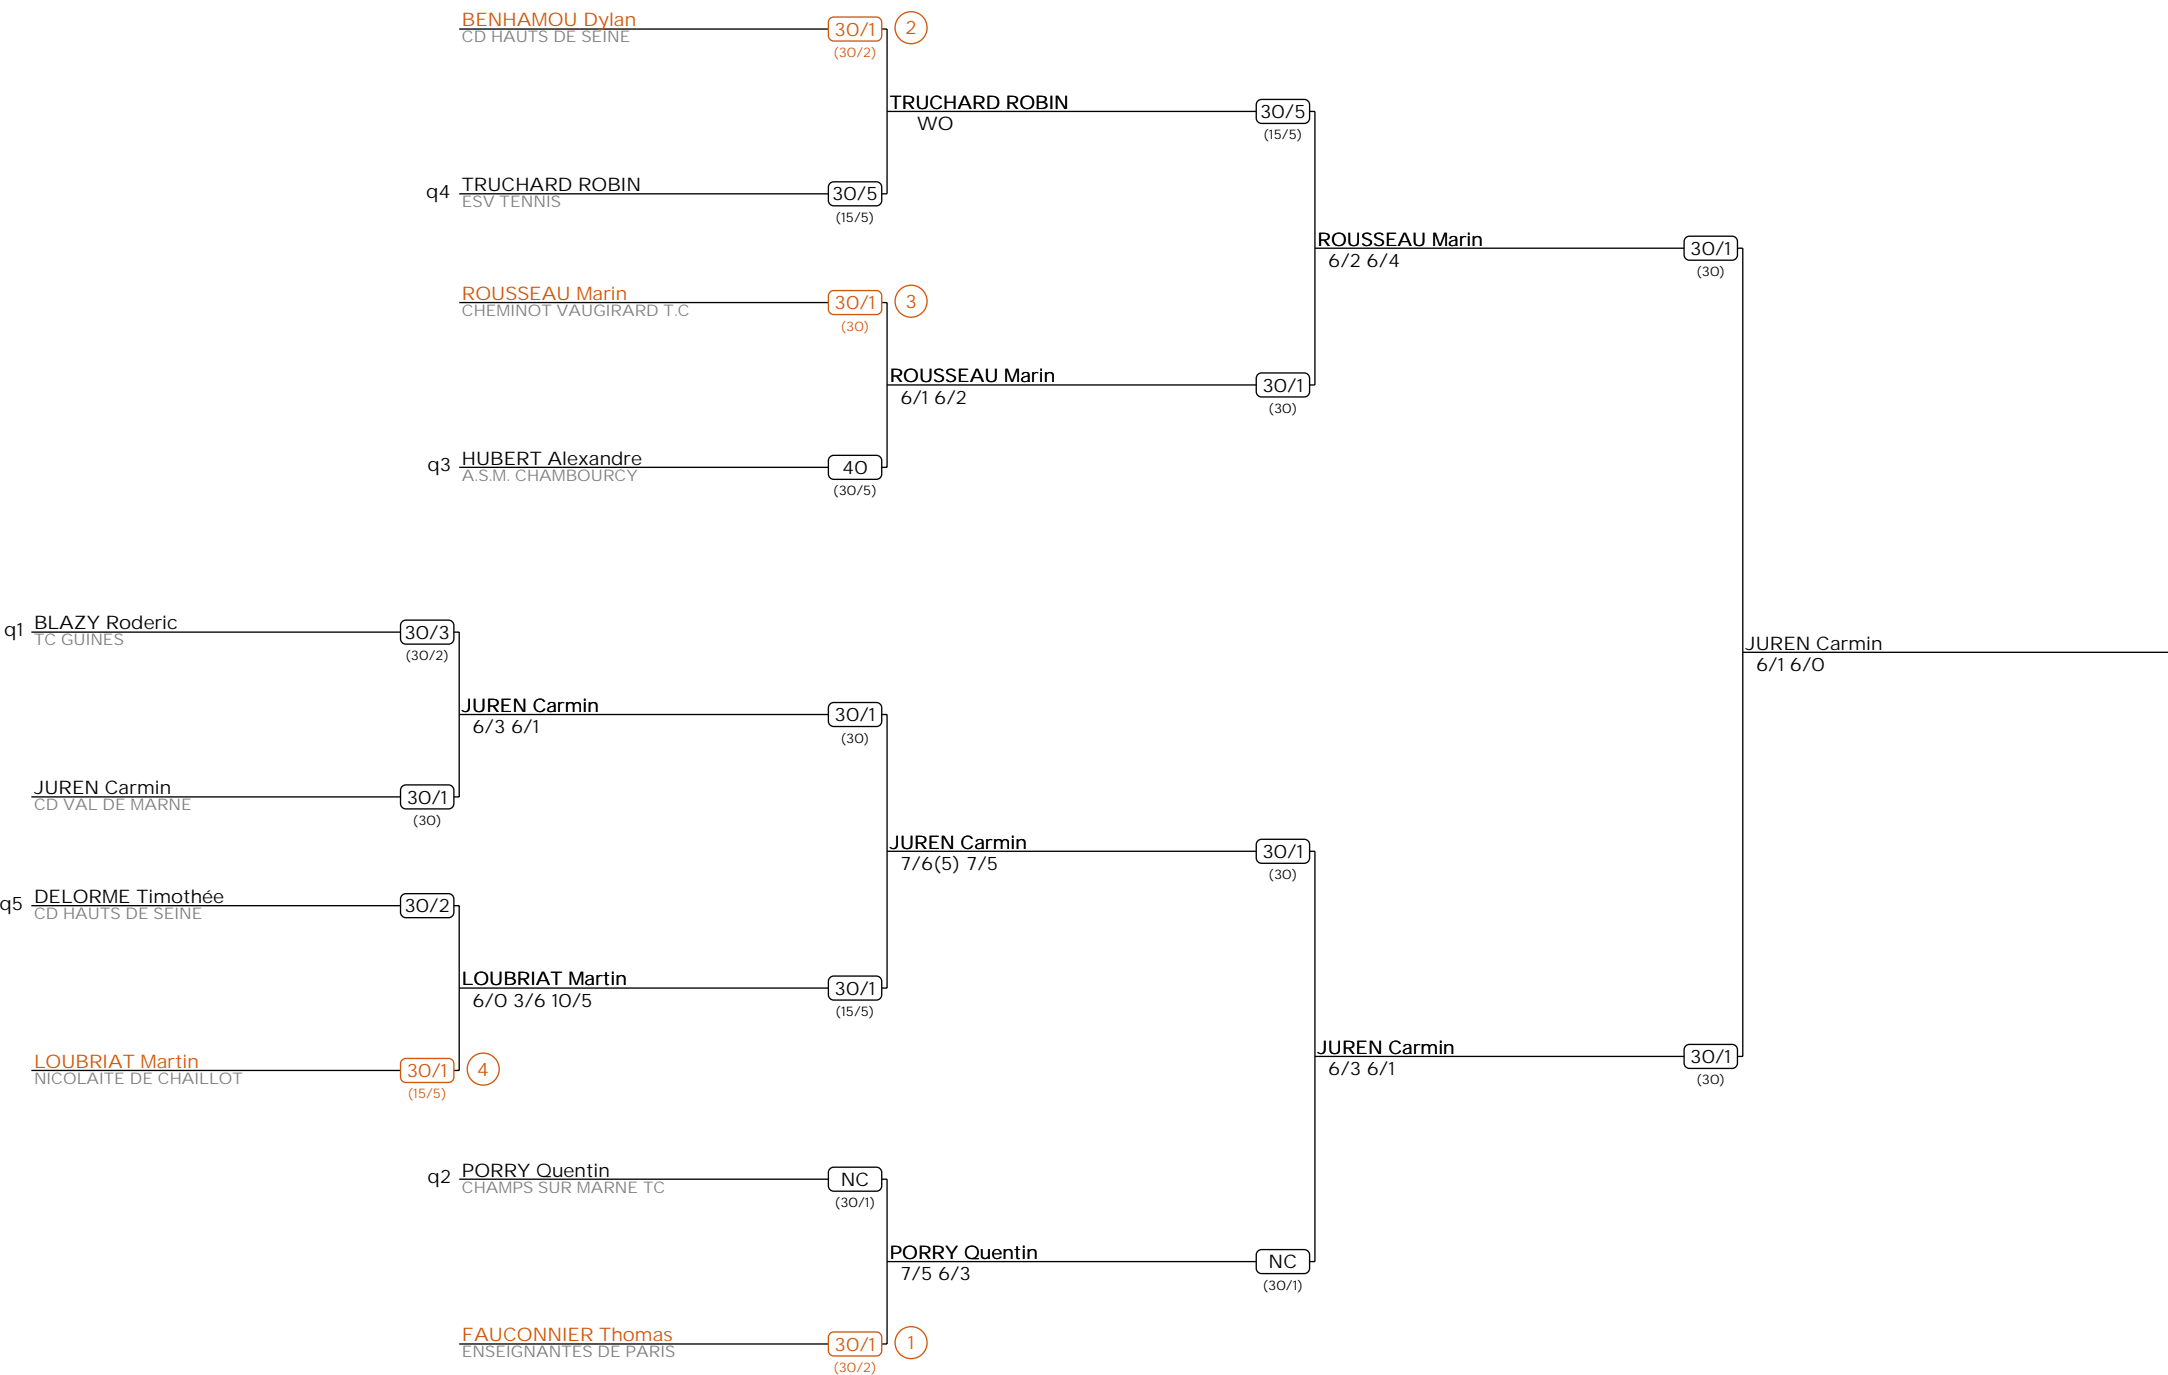 BENHAMOU Dylan
CD HAUTS DE SEINE
30/1
(30/2)
2
TRUCHARD ROBIN
WO
30/5
(15/5)
q4
TRUCHARD ROBIN
ESV TENNIS
30/5
(15/5)
ROUSSEAU Marin
6/2 6/4
30/1
(30)
ROUSSEAU Marin
CHEMINOT VAUGIRARD T.C
30/1
(30)
3
ROUSSEAU Marin
6/1 6/2
30/1
(30)
q3
HUBERT Alexandre
A.S.M. CHAMBOURCY
40
(30/5)
q1
BLAZY Roderic
TC GUINES
30/3
(30/2)
JUREN Carmin
6/1 6/0
JUREN Carmin
6/3 6/1
30/1
(30)
JUREN Carmin
CD VAL DE MARNE
30/1
(30)
JUREN Carmin
7/6(5) 7/5
30/1
(30)
q5
DELORME Timothée
CD HAUTS DE SEINE
30/2
LOUBRIAT Martin
6/0 3/6 10/5
30/1
(15/5)
JUREN Carmin
6/3 6/1
30/1
(30)
LOUBRIAT Martin
NICOLAITE DE CHAILLOT
30/1
(15/5)
4
q2
PORRY Quentin
CHAMPS SUR MARNE TC
NC
(30/1)
PORRY Quentin
7/5 6/3
NC
(30/1)
FAUCONNIER Thomas
ENSEIGNANTES DE PARIS
30/1
(30/2)
1